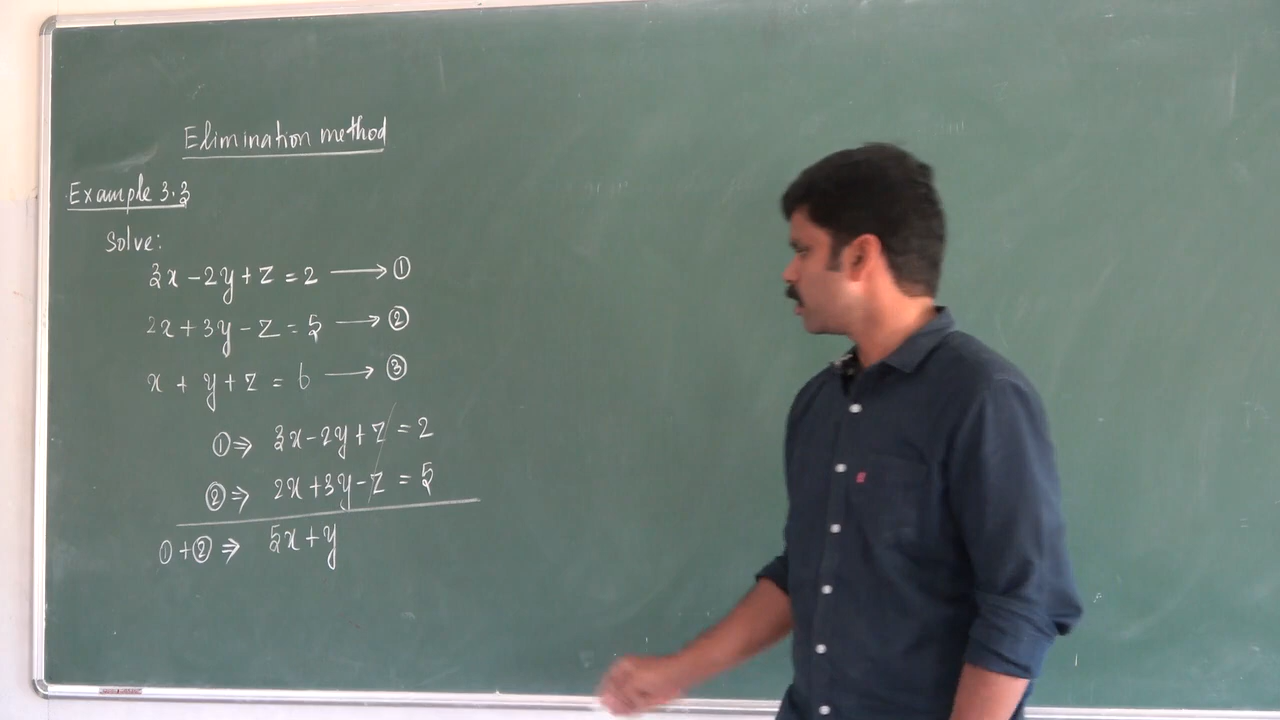 Elimination method
Example 3.3
Solve:
3x - 2y + z = 2 ⟶ ①
2x + 3y - z = 5 ⟶ ②
x + y + z = 6 ⟶ ③
① ⇒ 3x - 2y + z = 2
② ⇒ 2x + 3y - z = 5
① + ② ⇒ 5x + y